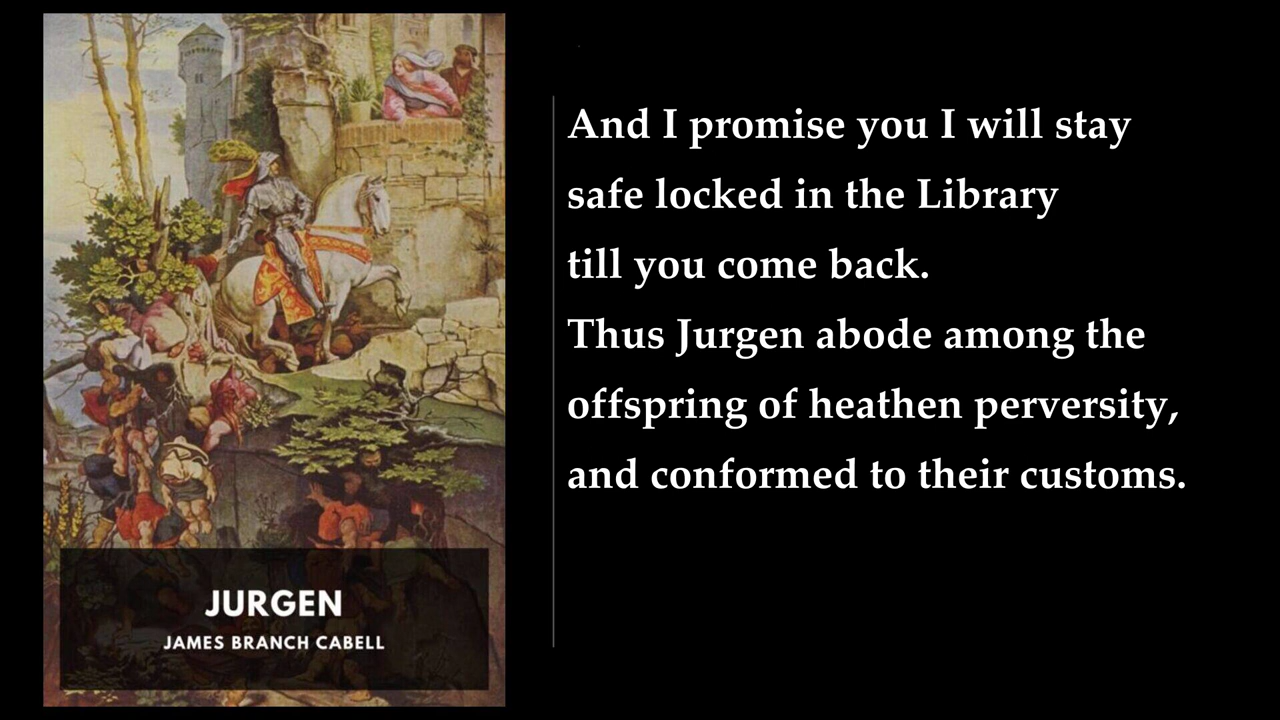 And I promise you I will stay
safe locked in the Library
till you come back.
Thus Jurgen abode among the
offspring of heathen perversity,
and conformed to their customs.
JURGEN
JAMES BRANCH CABELL